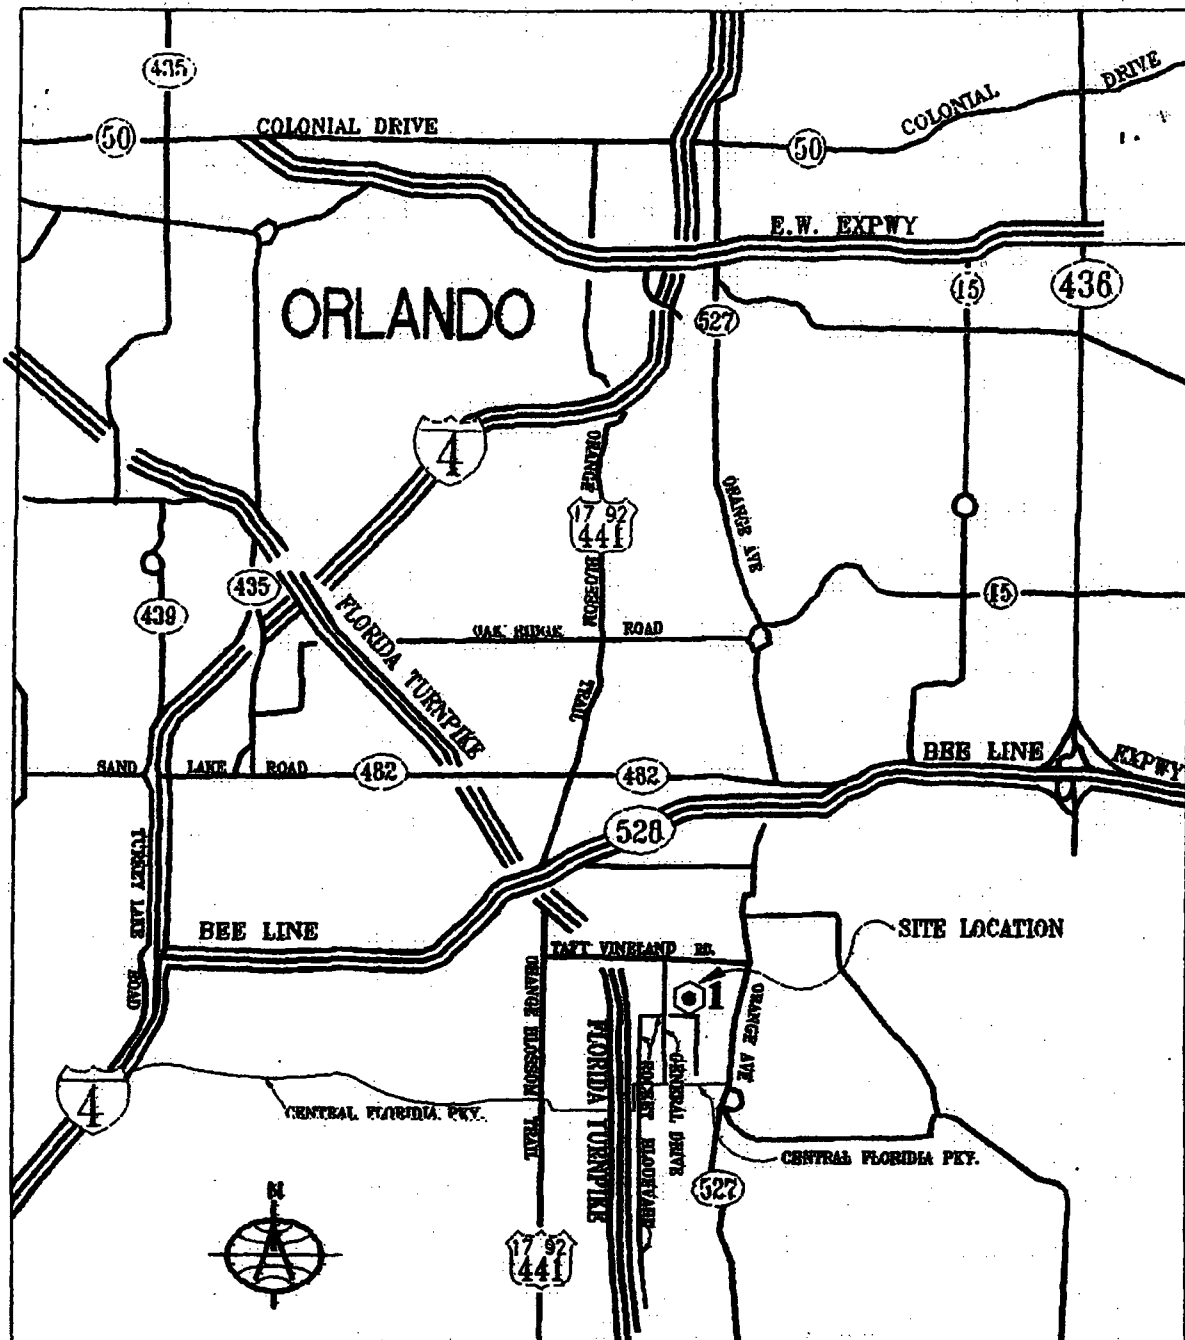 435
50
COLONIAL DRIVE
50
COLONIAL DRIVE
E.W. EXPWY
15
436
ORLANDO
527
4
ORANGE
17 92
441
BLOSSOM
TRAIL
ORANGE AVE
435
439
15
FLORIDA TURNPIKE
OAK RIDGE ROAD
SAND LAKE ROAD
482
482
BEE LINE EXPWY
528
TURKEY LAKE ROAD
BEE LINE
SITE LOCATION
TAFT VINELAND RD.
1
ORANGE BLOSSOM TRAIL
FLORIDA TURNPIKE
GENERAL DRIVE
ORANGE AVE
4
CENTRAL FLORIDIA PKY.
CENTRAL FLORIDIA PKY.
527
N
17 92
441